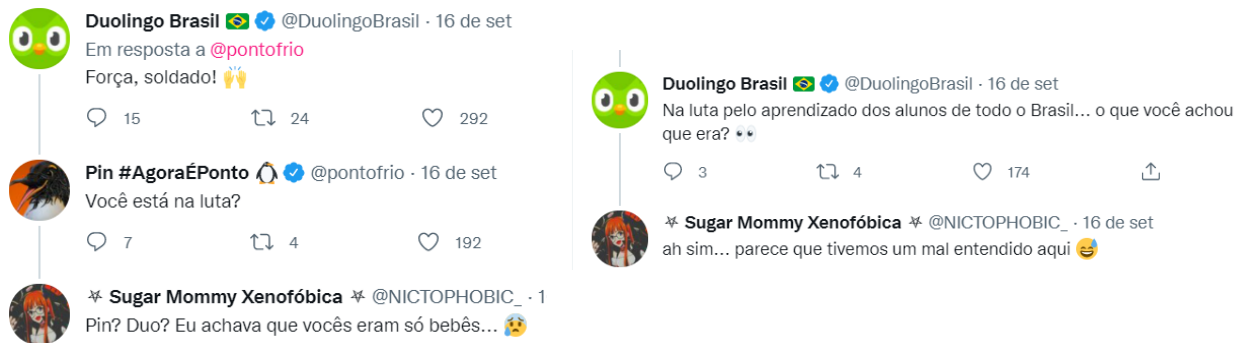 Duolingo Brasil 🇧🇷 @DuolingoBrasil · 16 de set
Em resposta a @pontofrio
Força, soldado! 🙌
15 24 292
Pin #AgoraÉPonto 🐧 @pontofrio · 16 de set
Você está na luta?
7 4 192
⛧ Sugar Mommy Xenofóbica ⛧ @NICTOPHOBIC_ · 1
Pin? Duo? Eu achava que vocês eram só bebês... 😰
Duolingo Brasil 🇧🇷 @DuolingoBrasil · 16 de set
Na luta pelo aprendizado dos alunos de todo o Brasil... o que você achou
que era? 👀
3 4 174
⛧ Sugar Mommy Xenofóbica ⛧ @NICTOPHOBIC_ · 16 de set
ah sim... parece que tivemos um mal entendido aqui 😅